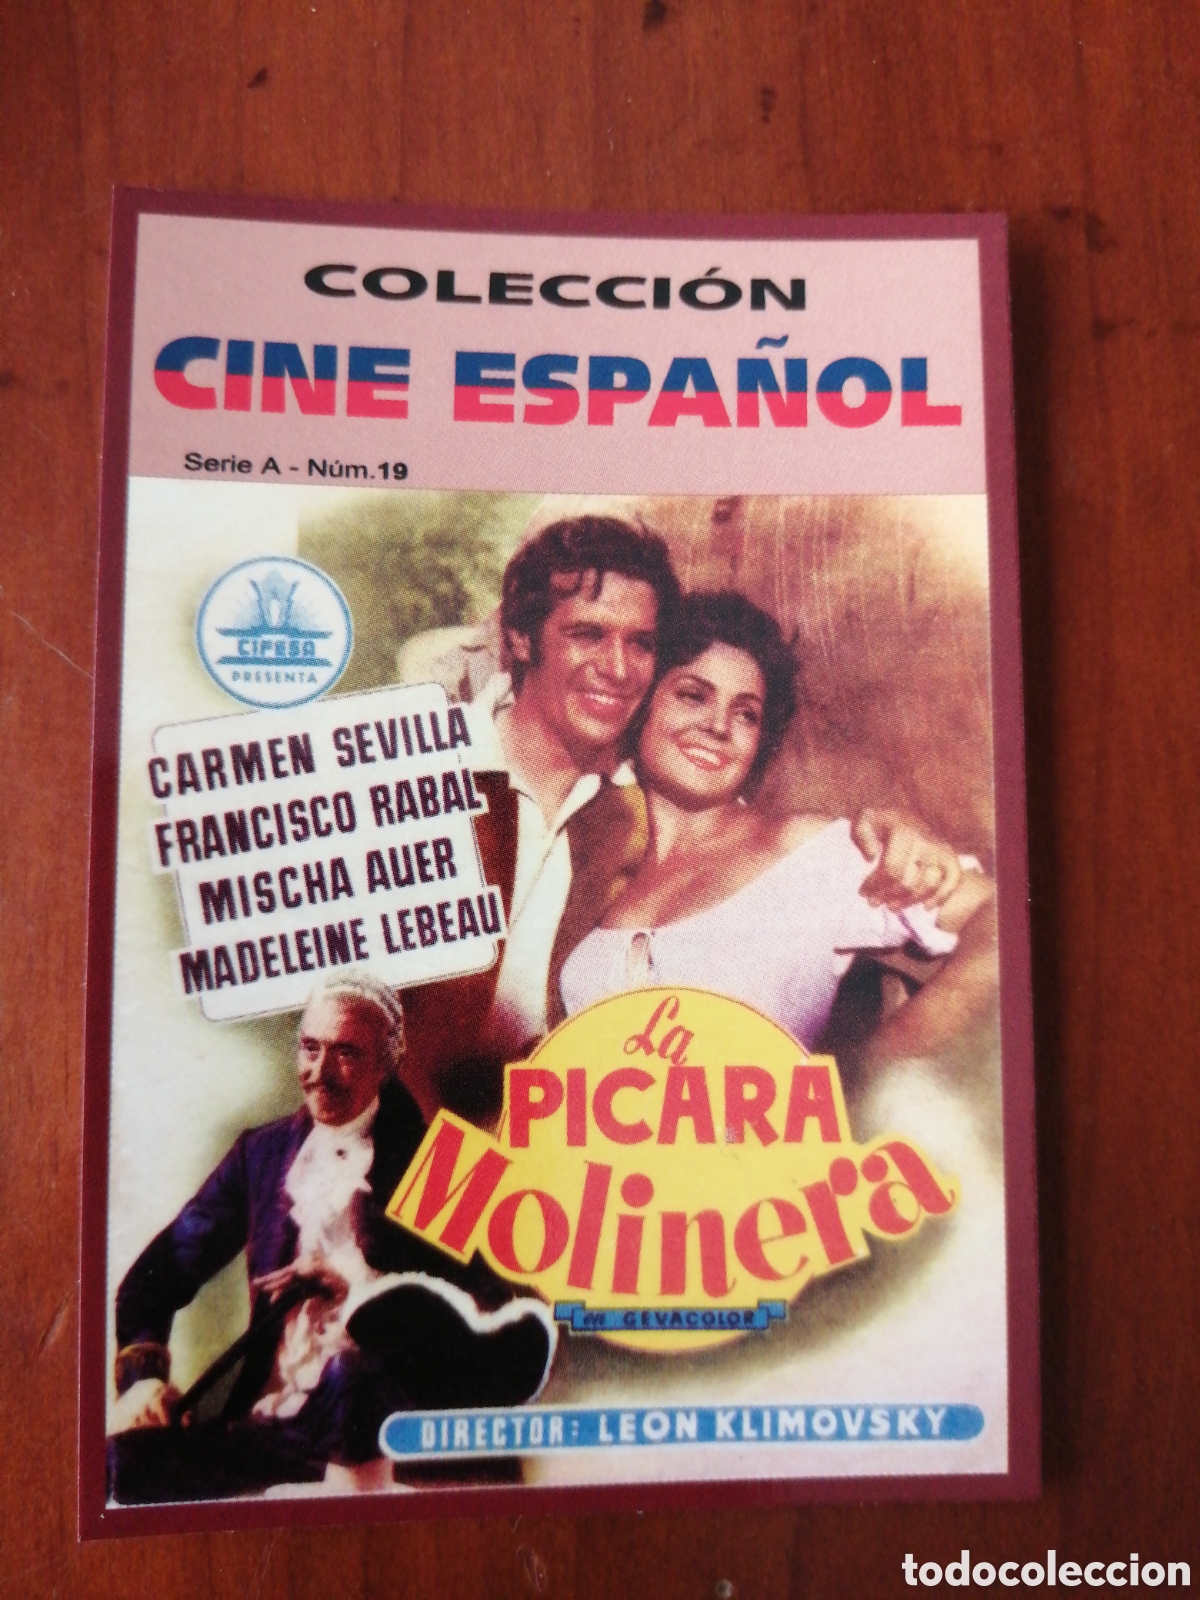 COLECCIÓN
CINE ESPAÑOL
Serie A - Núm.19
CIFESA
PRESENTA
CARMEN SEVILLA
FRANCISCO RABAL
MISCHA AUER
MADELEINE LEBEAU
La
PICARA
MOLINERA
en GEVACOLOR
DIRECTOR: LEON KLIMOVSKY
todocoleccion